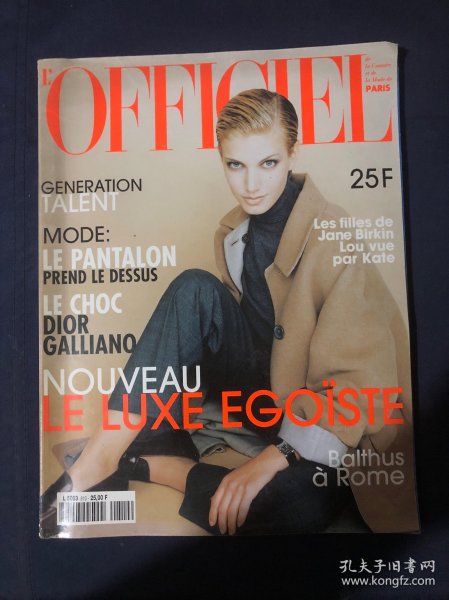 L'OFFICIEL
de la Couture
et de
la Mode de
PARIS
25F
GENERATION
TALENT
MODE:
LE PANTALON
PREND LE DESSUS
LE CHOC
DIOR
GALLIANO
Les filles de
Jane Birkin
Lou vue
par Kate
NOUVEAU
LE LUXE EGOÏSTE
Balthus
à Rome
25,00 F
孔夫子旧书网
www.kongfz.com